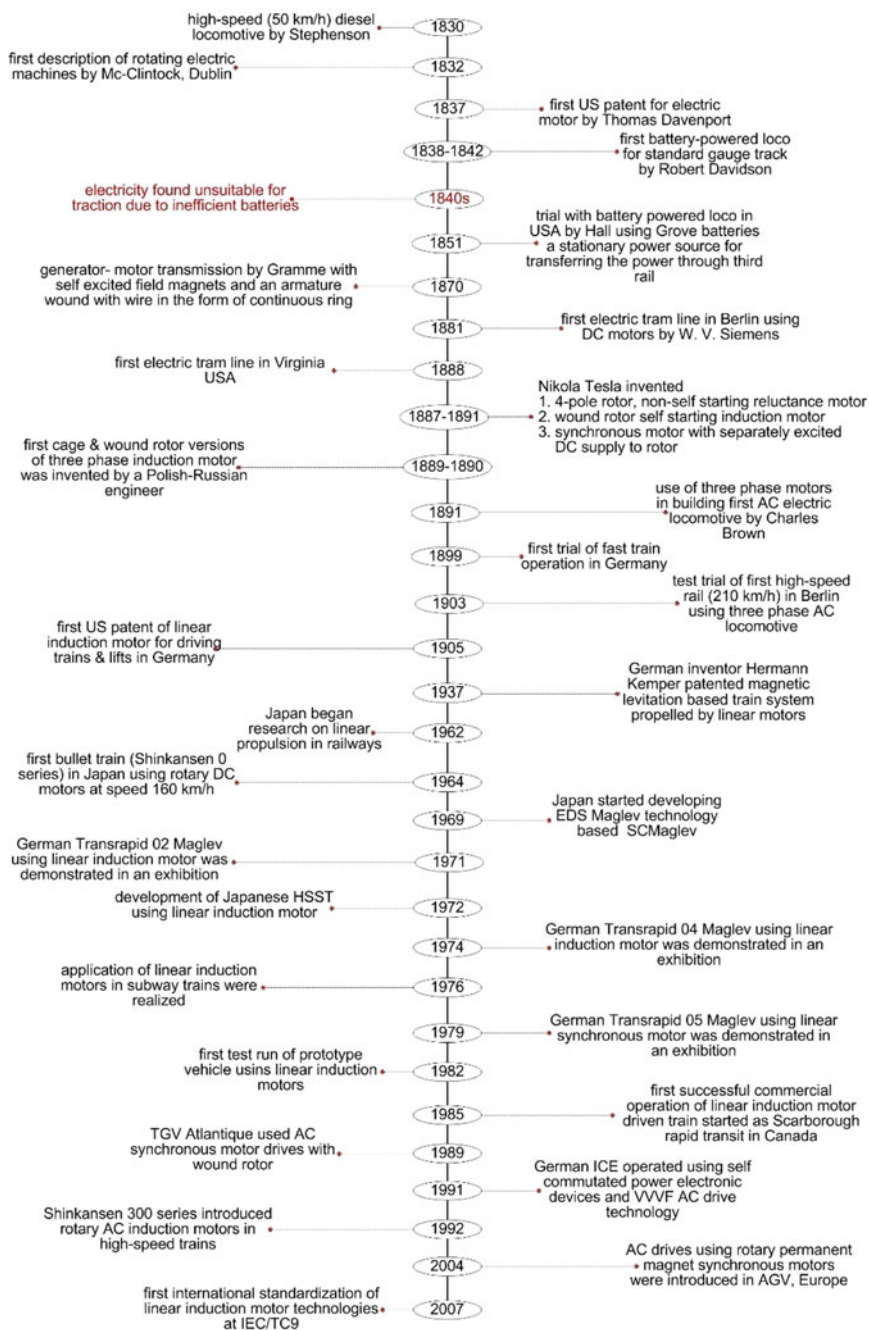 high-speed (50 km/h) diesel
locomotive by Stephenson
1830
first description of rotating electric
machines by Mc-Clintock, Dublin
1832
1837
first US patent for electric
motor by Thomas Davenport
1838-1842
first battery-powered loco
for standard gauge track
by Robert Davidson
electricity found unsuitable for
traction due to inefficient batteries
1840s
1851
trial with battery powered loco in
USA by Hall using Grove batteries
a stationary power source for
transferring the power through third
rail
generator- motor transmission by Gramme with
self excited field magnets and an armature
wound with wire in the form of continuous ring
1870
1881
first electric tram line in Berlin using
DC motors by W. V. Siemens
first electric tram line in Virginia
USA
1888
1887-1891
Nikola Tesla invented
1. 4-pole rotor, non-self starting reluctance motor
2. wound rotor self starting induction motor
3. synchronous motor with separately excited
DC supply to rotor
first cage & wound rotor versions
of three phase induction motor
was invented by a Polish-Russian
engineer
1889-1890
1891
use of three phase motors
in building first AC electric
locomotive by Charles
Brown
1899
first trial of fast train
operation in Germany
1903
test trial of first high-speed
rail (210 km/h) in Berlin
using three phase AC
locomotive
first US patent of linear
induction motor for driving
trains & lifts in Germany
1905
1937
German inventor Hermann
Kemper patented magnetic
levitation based train system
propelled by linear motors
Japan began
research on linear
propulsion in railways
1962
first bullet train (Shinkansen 0
series) in Japan using rotary DC
motors at speed 160 km/h
1964
1969
Japan started developing
EDS Maglev technology
based SCMaglev
German Transrapid 02 Maglev
using linear induction motor was
demonstrated in an exhibition
1971
development of Japanese HSST
using linear induction motor
1972
1974
German Transrapid 04 Maglev using linear
induction motor was demonstrated in an
exhibition
application of linear induction
motors in subway trains were
realized
1976
1979
German Transrapid 05 Maglev using linear
synchronous motor was demonstrated in
an exhibition
first test run of prototype
vehicle usins linear induction
motors
1982
1985
first successful commercial
operation of linear induction motor
driven train started as Scarborough
rapid transit in Canada
TGV Atlantique used AC
synchronous motor drives with
wound rotor
1989
1991
German ICE operated using self
commutated power electronic
devices and VVVF AC drive
technology
Shinkansen 300 series introduced
rotary AC induction motors in
high-speed trains
1992
2004
AC drives using rotary permanent
magnet synchronous motors
were introduced in AGV, Europe
first international standardization of
linear induction motor technologies
at IEC/TC9
2007